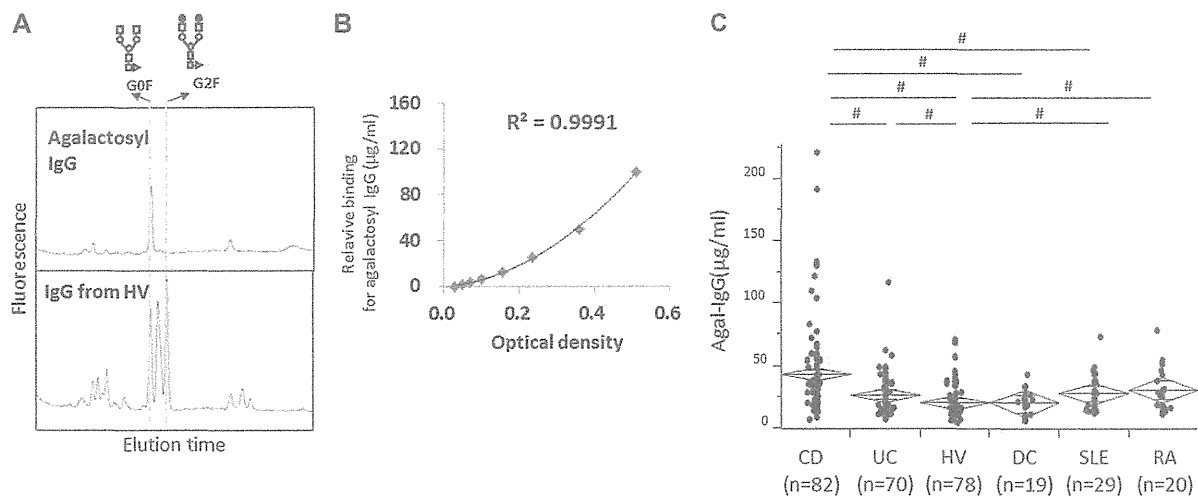 A
G0F
G2F
Agalactosyl
IgG
IgG from HV
Fluorescence
Elution time
B
R² = 0.9991
160
120
80
40
0
0.0
0.2
0.4
0.6
Optical density
Relavive binding
for agalactosyl IgG (µg/ml)
C
#
#
#
#
#
#
#
#
200
150
100
50
0
Agal-IgG(µg/ml)
CD
UC
HV
DC
SLE
RA
(n=82)
(n=70)
(n=78)
(n=19)
(n=29)
(n=20)